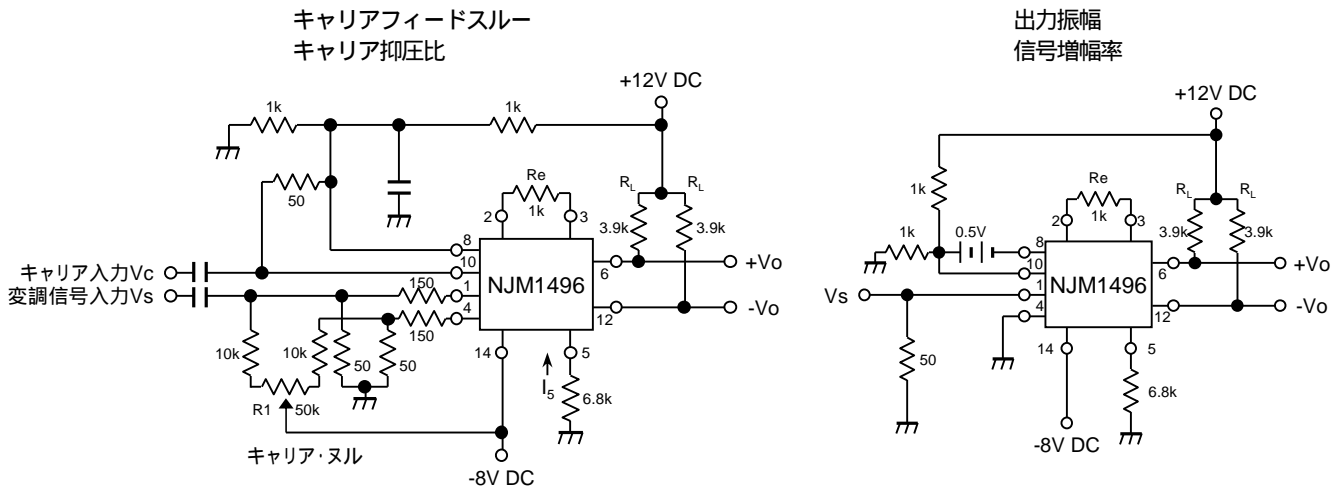 キャリアフィードスルー
キャリア抑圧比
+12V DC
1k
1k
50
Re
1k
RL
RL
3.9k
3.9k
2
3
8
10
1
4
6
12
14
5
NJM1496
+Vo
-Vo
キャリア入力Vc
変調信号入力Vs
150
150
10k
10k
50
50
R1
50k
I5
6.8k
キャリア・ヌル
-8V DC
出力振幅
信号増幅率
+12V DC
1k
1k
0.5V
Re
1k
RL
RL
3.9k
3.9k
2
3
8
10
1
4
6
12
14
5
NJM1496
+Vo
-Vo
Vs
50
6.8k
-8V DC